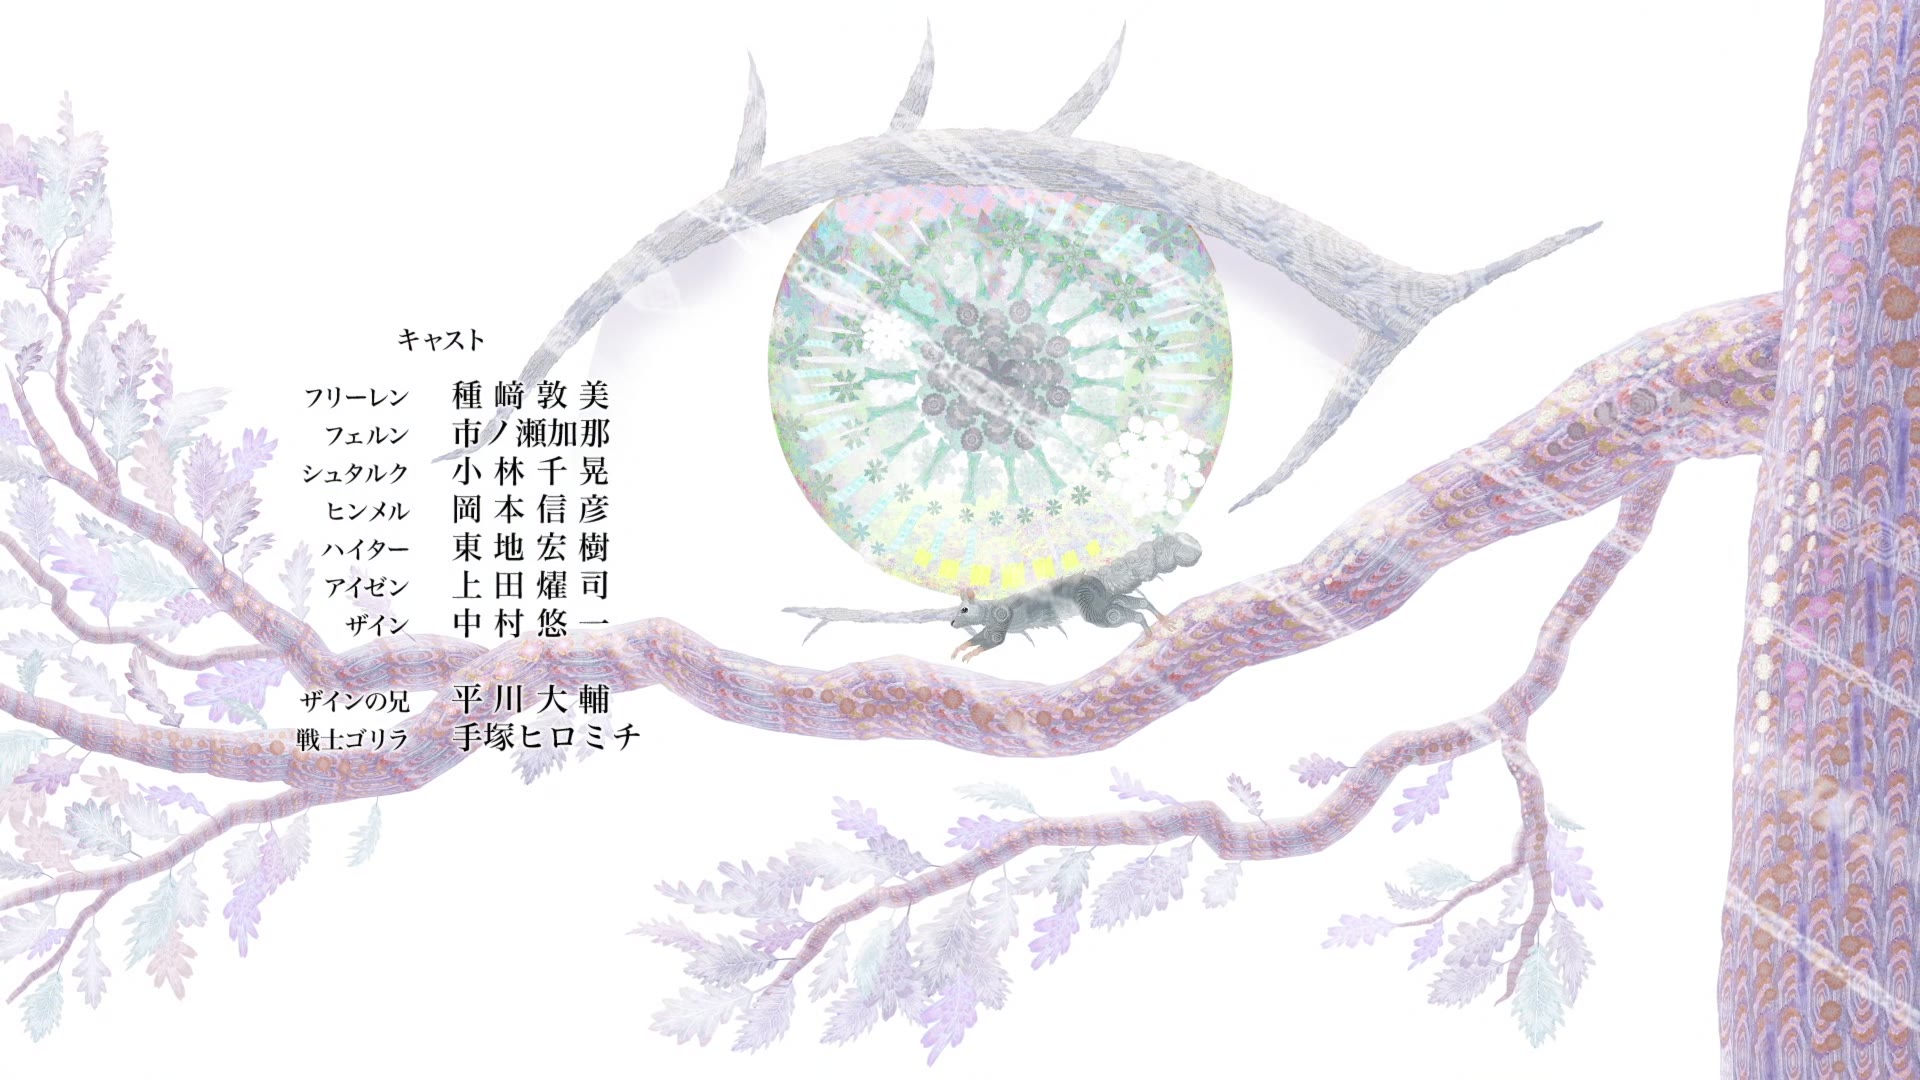 キャスト
フリーレン 種﨑敦美
フェルン 市ノ瀬加那
シュタルク 小林千晃
ヒンメル 岡本信彦
ハイター 東地宏樹
アイゼン 上田燿司
ザイン 中村悠一
ザインの兄 平川大輔
戦士ゴリラ 手塚ヒロミチ